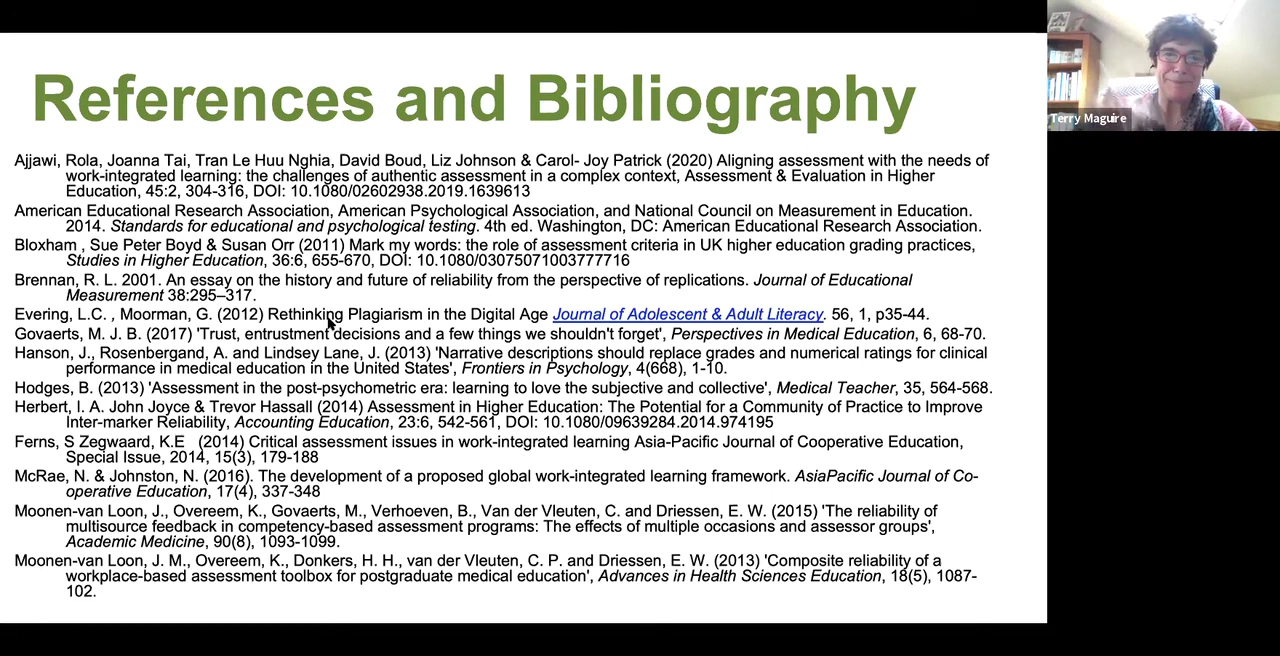 References and Bibliography
Terry Maguire
Ajjawi, Rola, Joanna Tai, Tran Le Huu Nghia, David Boud, Liz Johnson & Carol- Joy Patrick (2020) Aligning assessment with the needs of
work-integrated learning: the challenges of authentic assessment in a complex context, Assessment & Evaluation in Higher
Education, 45:2, 304-316, DOI: 10.1080/02602938.2019.1639613
American Educational Research Association, American Psychological Association, and National Council on Measurement in Education.
2014. Standards for educational and psychological testing. 4th ed. Washington, DC: American Educational Research Association.
Bloxham , Sue Peter Boyd & Susan Orr (2011) Mark my words: the role of assessment criteria in UK higher education grading practices,
Studies in Higher Education, 36:6, 655-670, DOI: 10.1080/03075071003777716
Brennan, R. L. 2001. An essay on the history and future of reliability from the perspective of replications. Journal of Educational
Measurement 38:295–317.
Evering, L.C. , Moorman, G. (2012) Rethinking Plagiarism in the Digital Age Journal of Adolescent & Adult Literacy. 56, 1, p35-44.
Govaerts, M. J. B. (2017) 'Trust, entrustment decisions and a few things we shouldn't forget', Perspectives in Medical Education, 6, 68-70.
Hanson, J., Rosenbergand, A. and Lindsey Lane, J. (2013) 'Narrative descriptions should replace grades and numerical ratings for clinical
performance in medical education in the United States', Frontiers in Psychology, 4(668), 1-10.
Hodges, B. (2013) 'Assessment in the post-psychometric era: learning to love the subjective and collective', Medical Teacher, 35, 564-568.
Herbert, I. A. John Joyce & Trevor Hassall (2014) Assessment in Higher Education: The Potential for a Community of Practice to Improve
Inter-marker Reliability, Accounting Education, 23:6, 542-561, DOI: 10.1080/09639284.2014.974195
Ferns, S Zegwaard, K.E (2014) Critical assessment issues in work-integrated learning Asia-Pacific Journal of Cooperative Education,
Special Issue, 2014, 15(3), 179-188
McRae, N. & Johnston, N. (2016). The development of a proposed global work-integrated learning framework. AsiaPacific Journal of Co-
operative Education, 17(4), 337-348
Moonen-van Loon, J., Overeem, K., Govaerts, M., Verhoeven, B., Van der Vleuten, C. and Driessen, E. W. (2015) 'The reliability of
multisource feedback in competency-based assessment programs: The effects of multiple occasions and assessor groups',
Academic Medicine, 90(8), 1093-1099.
Moonen-van Loon, J. M., Overeem, K., Donkers, H. H., van der Vleuten, C. P. and Driessen, E. W. (2013) 'Composite reliability of a
workplace-based assessment toolbox for postgraduate medical education', Advances in Health Sciences Education, 18(5), 1087-
102.